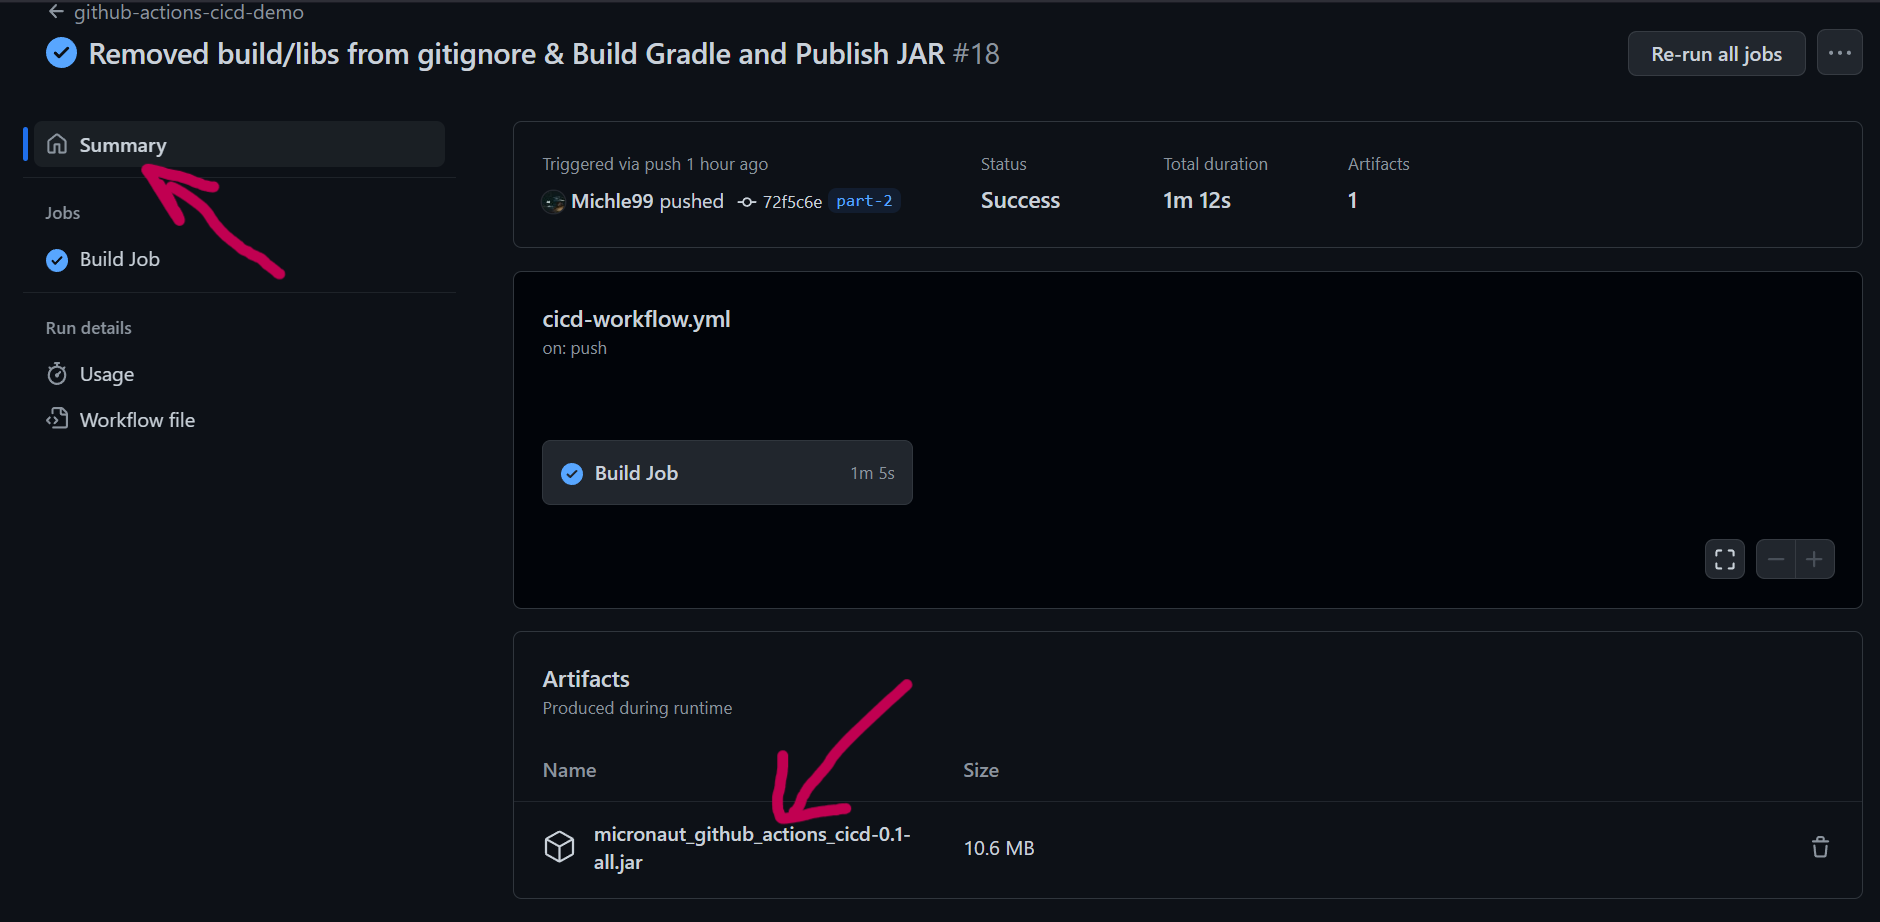 github-actions-cicd-demo
Removed build/libs from gitignore & Build Gradle and Publish JAR #18
Re-run all jobs
Summary
Jobs
Build Job
Run details
Usage
Workflow file
Triggered via push 1 hour ago
Michle99 pushed 72f5c6e part-2
Status
Success
Total duration
1m 12s
Artifacts
1
cicd-workflow.yml
on: push
Build Job 1m 5s
Artifacts
Produced during runtime
Name Size
micronaut_github_actions_cicd-0.1-
all.jar
10.6 MB